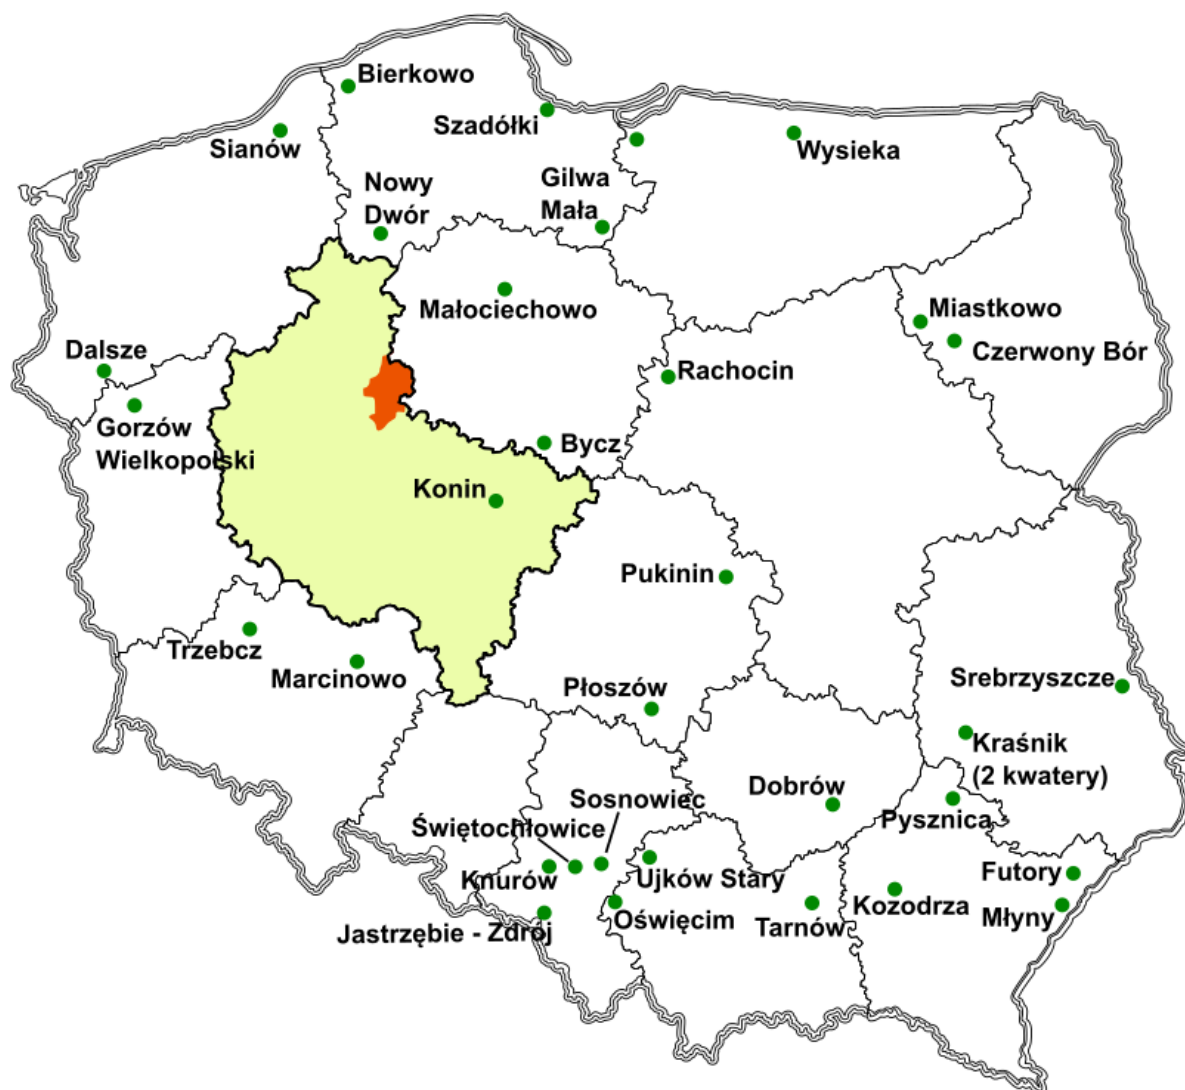 Bierkowo
Szadółki
Sianów
Wysieka
Nowy
Dwór
Gilwa
Mała
Małociechowo
Miastkowo
Czerwony Bór
Dalsze
Rachocin
Gorzów
Wielkopolski
Bycz
Konin
Pukinin
Trzebcz
Marcinowo
Płoszów
Srebrzyszcze
Kraśnik
(2 kwatery)
Dobrów
Sosnowiec
Pysznica
Świętochłowice
Knurów
Ujków Stary
Futory
Kozodrza
Młyny
Oświęcim
Tarnów
Jastrzębie - Zdrój